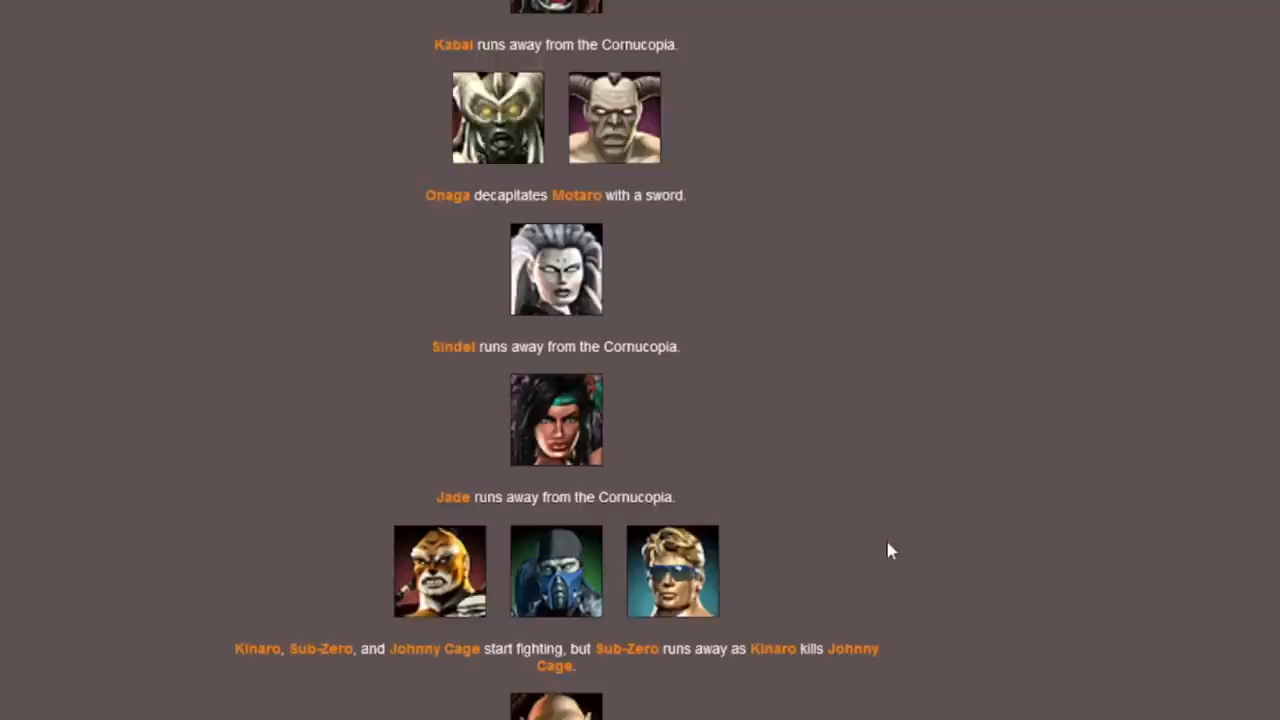 Kabal runs away from the Cornucopia.
Onaga decapitates Motaro with a sword.
Sindel runs away from the Cornucopia.
Jade runs away from the Cornucopia.
Kinaro, Sub-Zero, and Johnny Cage start fighting, but Sub-Zero runs away as Kinaro kills Johnny
Cage.